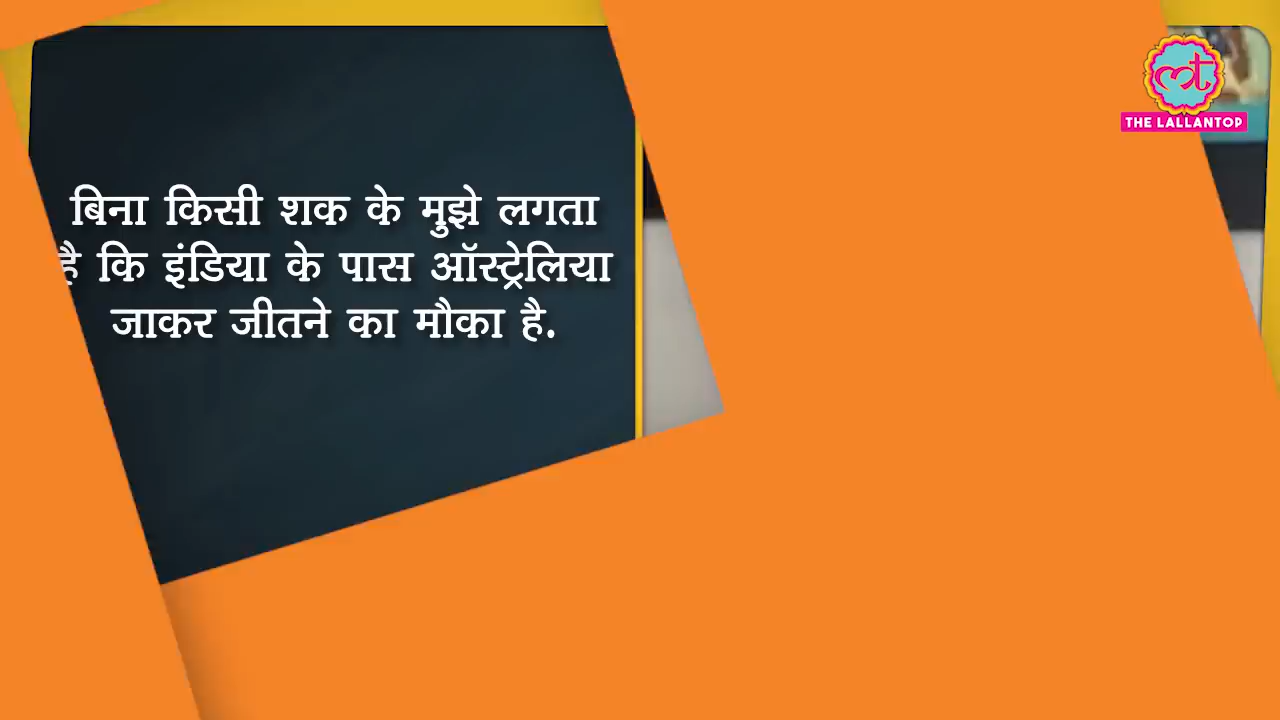 बिना किसी शक के मुझे लगता
है कि इंडिया के पास ऑस्ट्रेलिया
जाकर जीतने का मौका है.
THE LALLANTOP